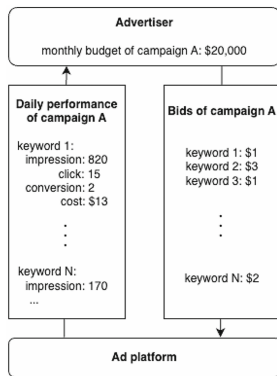 Advertiser
monthly budget of campaign A: $20,000
Daily performance
of campaign A
keyword 1:
impression: 820
click: 15
conversion: 2
cost: $13
.
.
.
keyword N:
impression: 170
...
Bids of campaign A
keyword 1: $1
keyword 2: $3
keyword 3: $1
.
.
.
keyword N: $2
Ad platform